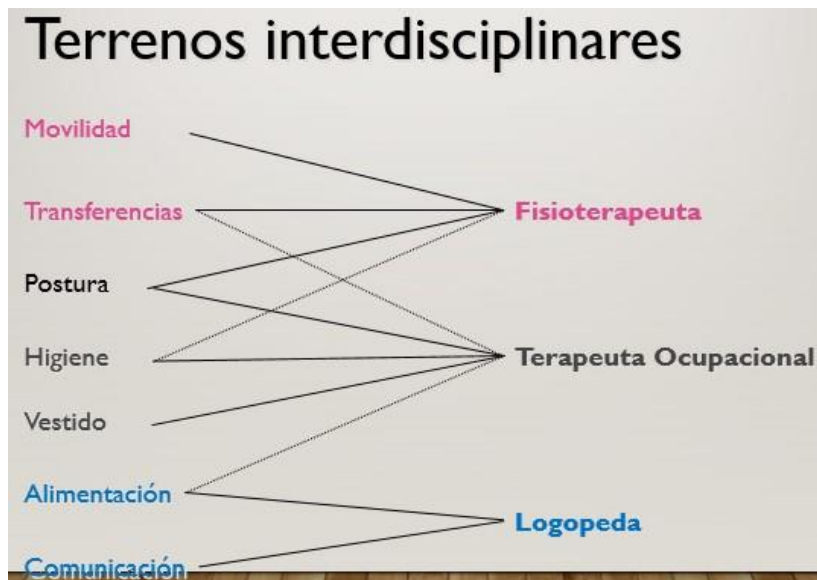 Terrenos interdisciplinares
Movilidad
Transferencias
Fisioterapeuta
Postura
Higiene
Terapeuta Ocupacional
Vestido
Alimentación
Logopeda
Comunicación